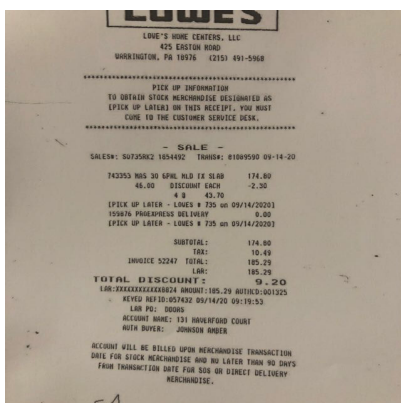 LOWE'S
LOWE'S HOME CENTERS, LLC
425 EASTON ROAD
WARRINGTON, PA 18976 (215) 491-5968
PICK UP INFORMATION
TO OBTAIN STOCK MERCHANDISE DESIGNATED AS
[PICK UP LATER] ON THIS RECEIPT, YOU MUST
COME TO THE CUSTOMER SERVICE DESK.
- SALE -
SALES#: 1654492 TRANS#: 81009590 09-14-20
743353 MAS 30 6PNL MLD TX SLAB 174.80
46.00 DISCOUNT EACH -2.30
4 @ 43.70
[PICK UP LATER - LOWES # 735 on 09/14/2020]
155676 PROEXPRESS DELIVERY 0.00
[PICK UP LATER - LOWES # 735 on 09/14/2020]
SUBTOTAL: 174.80
TAX: 10.49
INVOICE 52247 TOTAL: 185.29
LAR: 185.29
TOTAL DISCOUNT: 9.20
LAR:XXXXXXXXXXXX6824 AMOUNT:185.29 AUTHCD:001325
KEYED REFID:057432 09/14/20 09:19:53
LAR PO: DOORS
ACCOUNT NAME: 131 HAVERFORD COURT
AUTH BUYER: JOHNSON AMBER
ACCOUNT WILL BE BILLED UPON MERCHANDISE TRANSACTION
DATE FOR STOCK MERCHANDISE AND NO LATER THAN 90 DAYS
FROM TRANSACTION DATE FOR SOS OR DIRECT DELIVERY
MERCHANDISE.